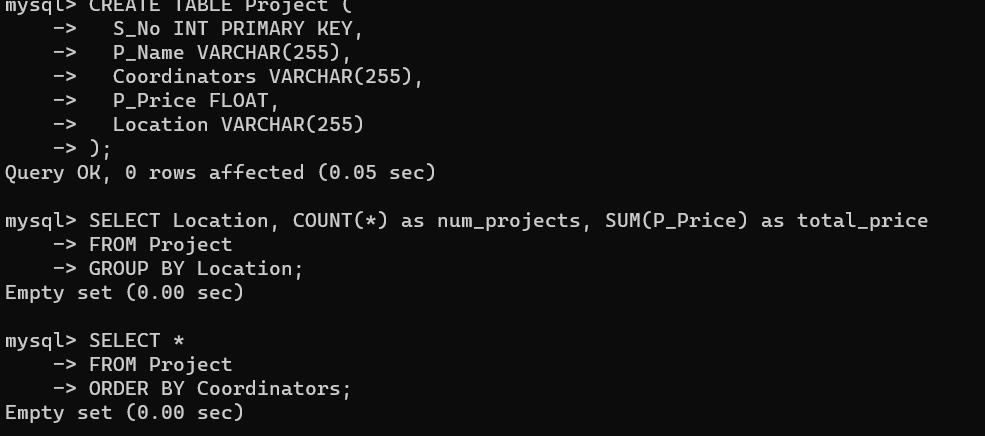 mysql> CREATE TABLE Project (
    ->   S_No INT PRIMARY KEY,
    ->   P_Name VARCHAR(255),
    ->   Coordinators VARCHAR(255),
    ->   P_Price FLOAT,
    ->   Location VARCHAR(255)
    -> );
Query OK, 0 rows affected (0.05 sec)

mysql> SELECT Location, COUNT(*) as num_projects, SUM(P_Price) as total_price
    -> FROM Project
    -> GROUP BY Location;
Empty set (0.00 sec)

mysql> SELECT *
    -> FROM Project
    -> ORDER BY Coordinators;
Empty set (0.00 sec)